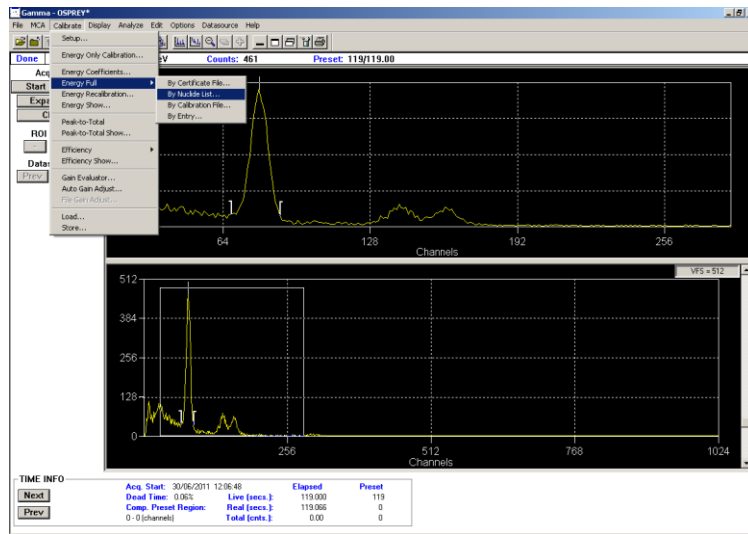 Gamma - OSPREY*
File MCA Calibrate Display Analyze Edit Options Datasource Help
Setup...
Done Counts: 461 Preset: 119/119.00
Energy Only Calibration...
Energy Coefficients...
Start
Energy Full By Certificate File...
Energy Recalibration... By Nuclide List...
Energy Show... By Calibration File...
By Entry...
Peak-to-Total
ROI Peak-to-Total Show...
Efficiency
Prev Efficiency Show...
Gain Evaluator...
Auto Gain Adjust...
File Gain Adjust...
Load...
Store...
64 128 192 256
Channels
VFS = 512
512
384
256
128
0
256 512 768 1024
Channels
TIME INFO
Next
Prev
Acq. Start: 30/06/2011 12:06:48 Elapsed Preset
Dead Time: 0.06% Live (secs.): 119.000 119
Comp. Preset Region: Real (secs.): 119.066 0
0 - 0 (channels) Total (cnts.): 0.00 0